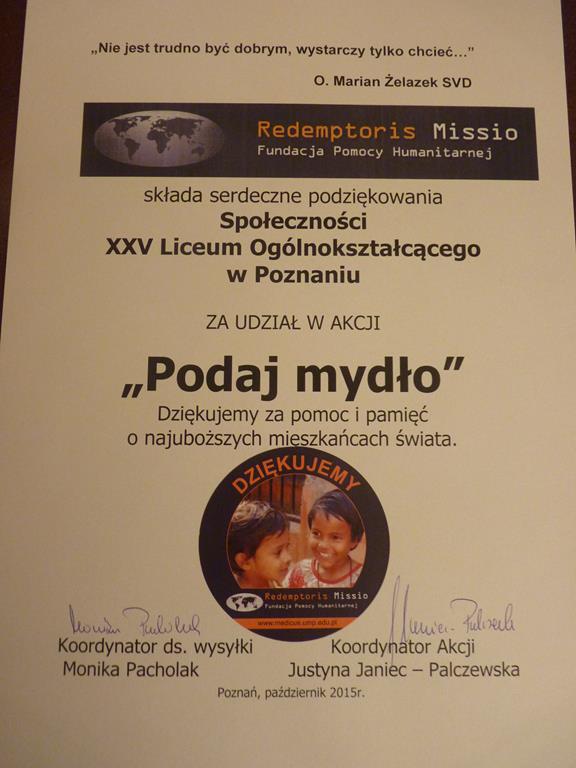 „Nie jest trudno być dobrym, wystarczy tylko chcieć…”
O. Marian Żelazek SVD
Redemptoris Missio
Fundacja Pomocy Humanitarnej
składa serdeczne podziękowania
Społeczności
XXV Liceum Ogólnokształcącego
w Poznaniu
ZA UDZIAŁ W AKCJI
„Podaj mydło”
Dziękujemy za pomoc i pamięć
o najuboższych mieszkańcach świata.
DZIĘKUJEMY
Redemptoris Missio
Fundacja Pomocy Humanitarnej
www.medicus.ump.edu.pl
Koordynator ds. wysyłki
Monika Pacholak
Koordynator Akcji
Justyna Janiec – Palczewska
Poznań, październik 2015r.